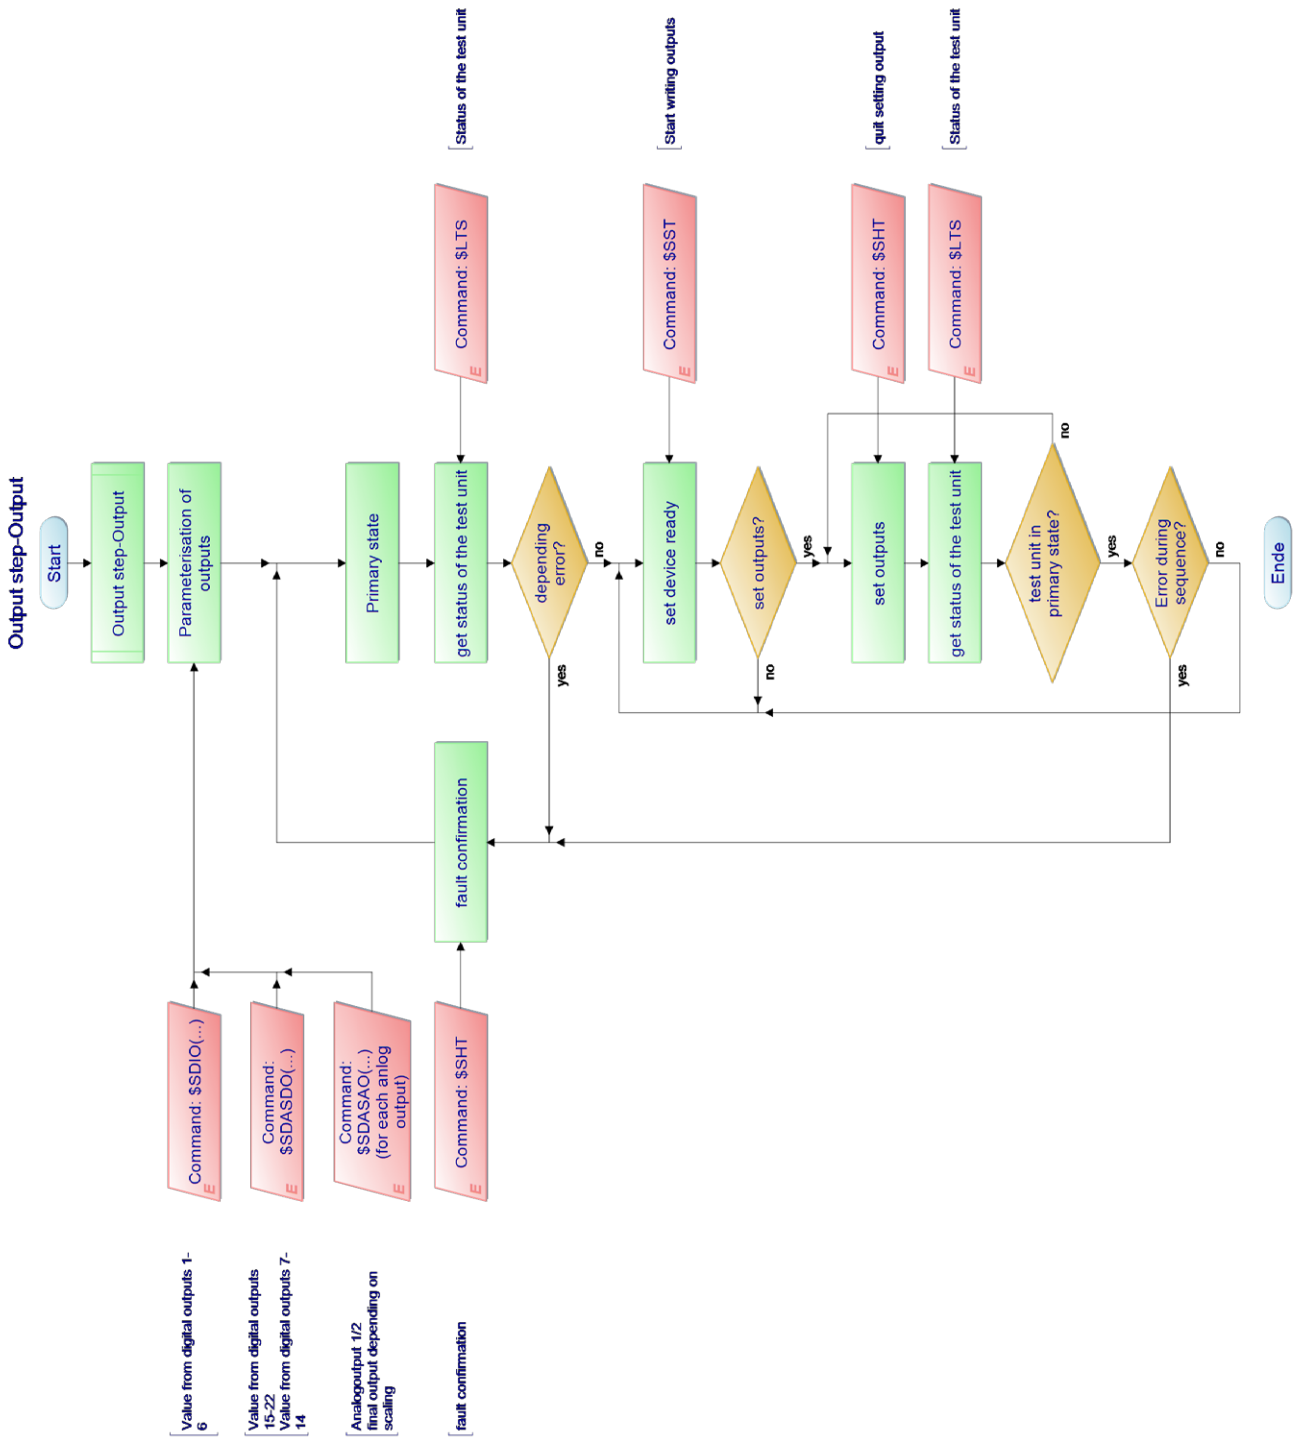 Output step-Output
Start
Output step-Output
Parameterisation of
outputs
Primary state
get status of the test unit
depending
error?
yes
no
set device ready
set outputs?
no
yes
set outputs
get status of the test unit
test unit in
primary state?
no
yes
Error during
sequence?
yes
no
Ende
Value from digital outputs 1-
6
Command: $SDIO(...)
E
Value from digital outputs
15-22
Value from digital outputs 7-
14
Command:
$SDASDO(...)
E
Analogoutput 1/2
final output depending on
scaling
Command:
$SDASAO(...)
(for each anlog
output)
E
fault confirmation
Command: $SHT
E
fault confirmation
Command: $LTS
E
Status of the test unit
Command: $SST
E
Start writing outputs
Command: $SHT
E
quit setting output
Command: $LTS
E
Status of the test unit